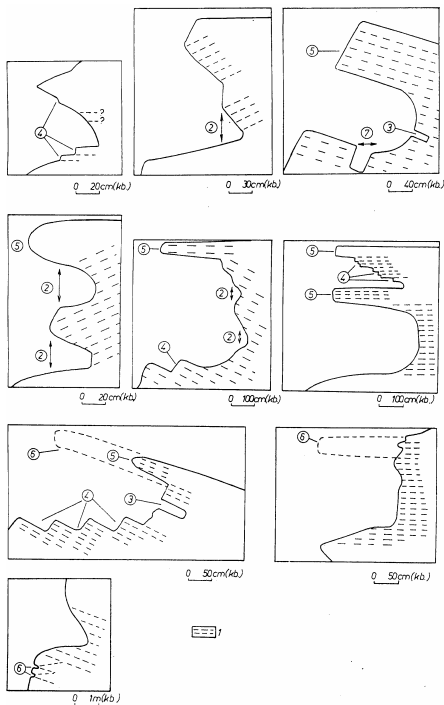 ?
?
4
0 20cm(kb.)
2
0 30cm(kb.)
5
3
7
0 40cm(kb.)
5
2
2
0 20cm(kb.)
5
2
2
4
0 100cm(kb.)
5
4
5
0 100cm(kb.)
6
5
4
3
0 50cm(kb.)
6
0 50cm(kb.)
6
0 1m(kb.)
1